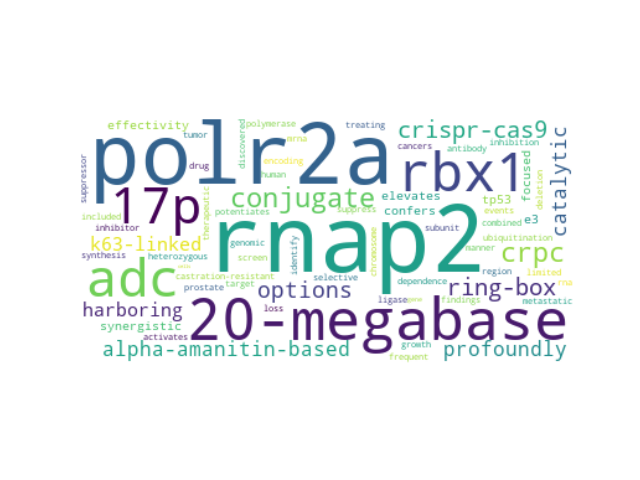 effectivity
polymerase
treating
crispr-cas9
tumor
discovered
mrna
cancers
inhibition
polr2a
encoding
antibody
rbx1
focused
catalytic
suppressor
drug
human
17p
conjugate
elevates
tp53
deletion
included
therapeutic
potentiates
suppress
confers
e3
events
combined
inhibitor
rnap2
subunit
ubiquitination
manner
k63-linked
genomic
identify
chromosome
crpc
synthesis
heterozygous
screen
dependence
region
limited
adc
castration-resistant
target
selective
rna
prostate
options
ring-box
harboring
loss
20-megabase
ligase
gene
findings
metastatic
synergistic
activates
growth
alpha-amanitin-based
frequent
profoundly